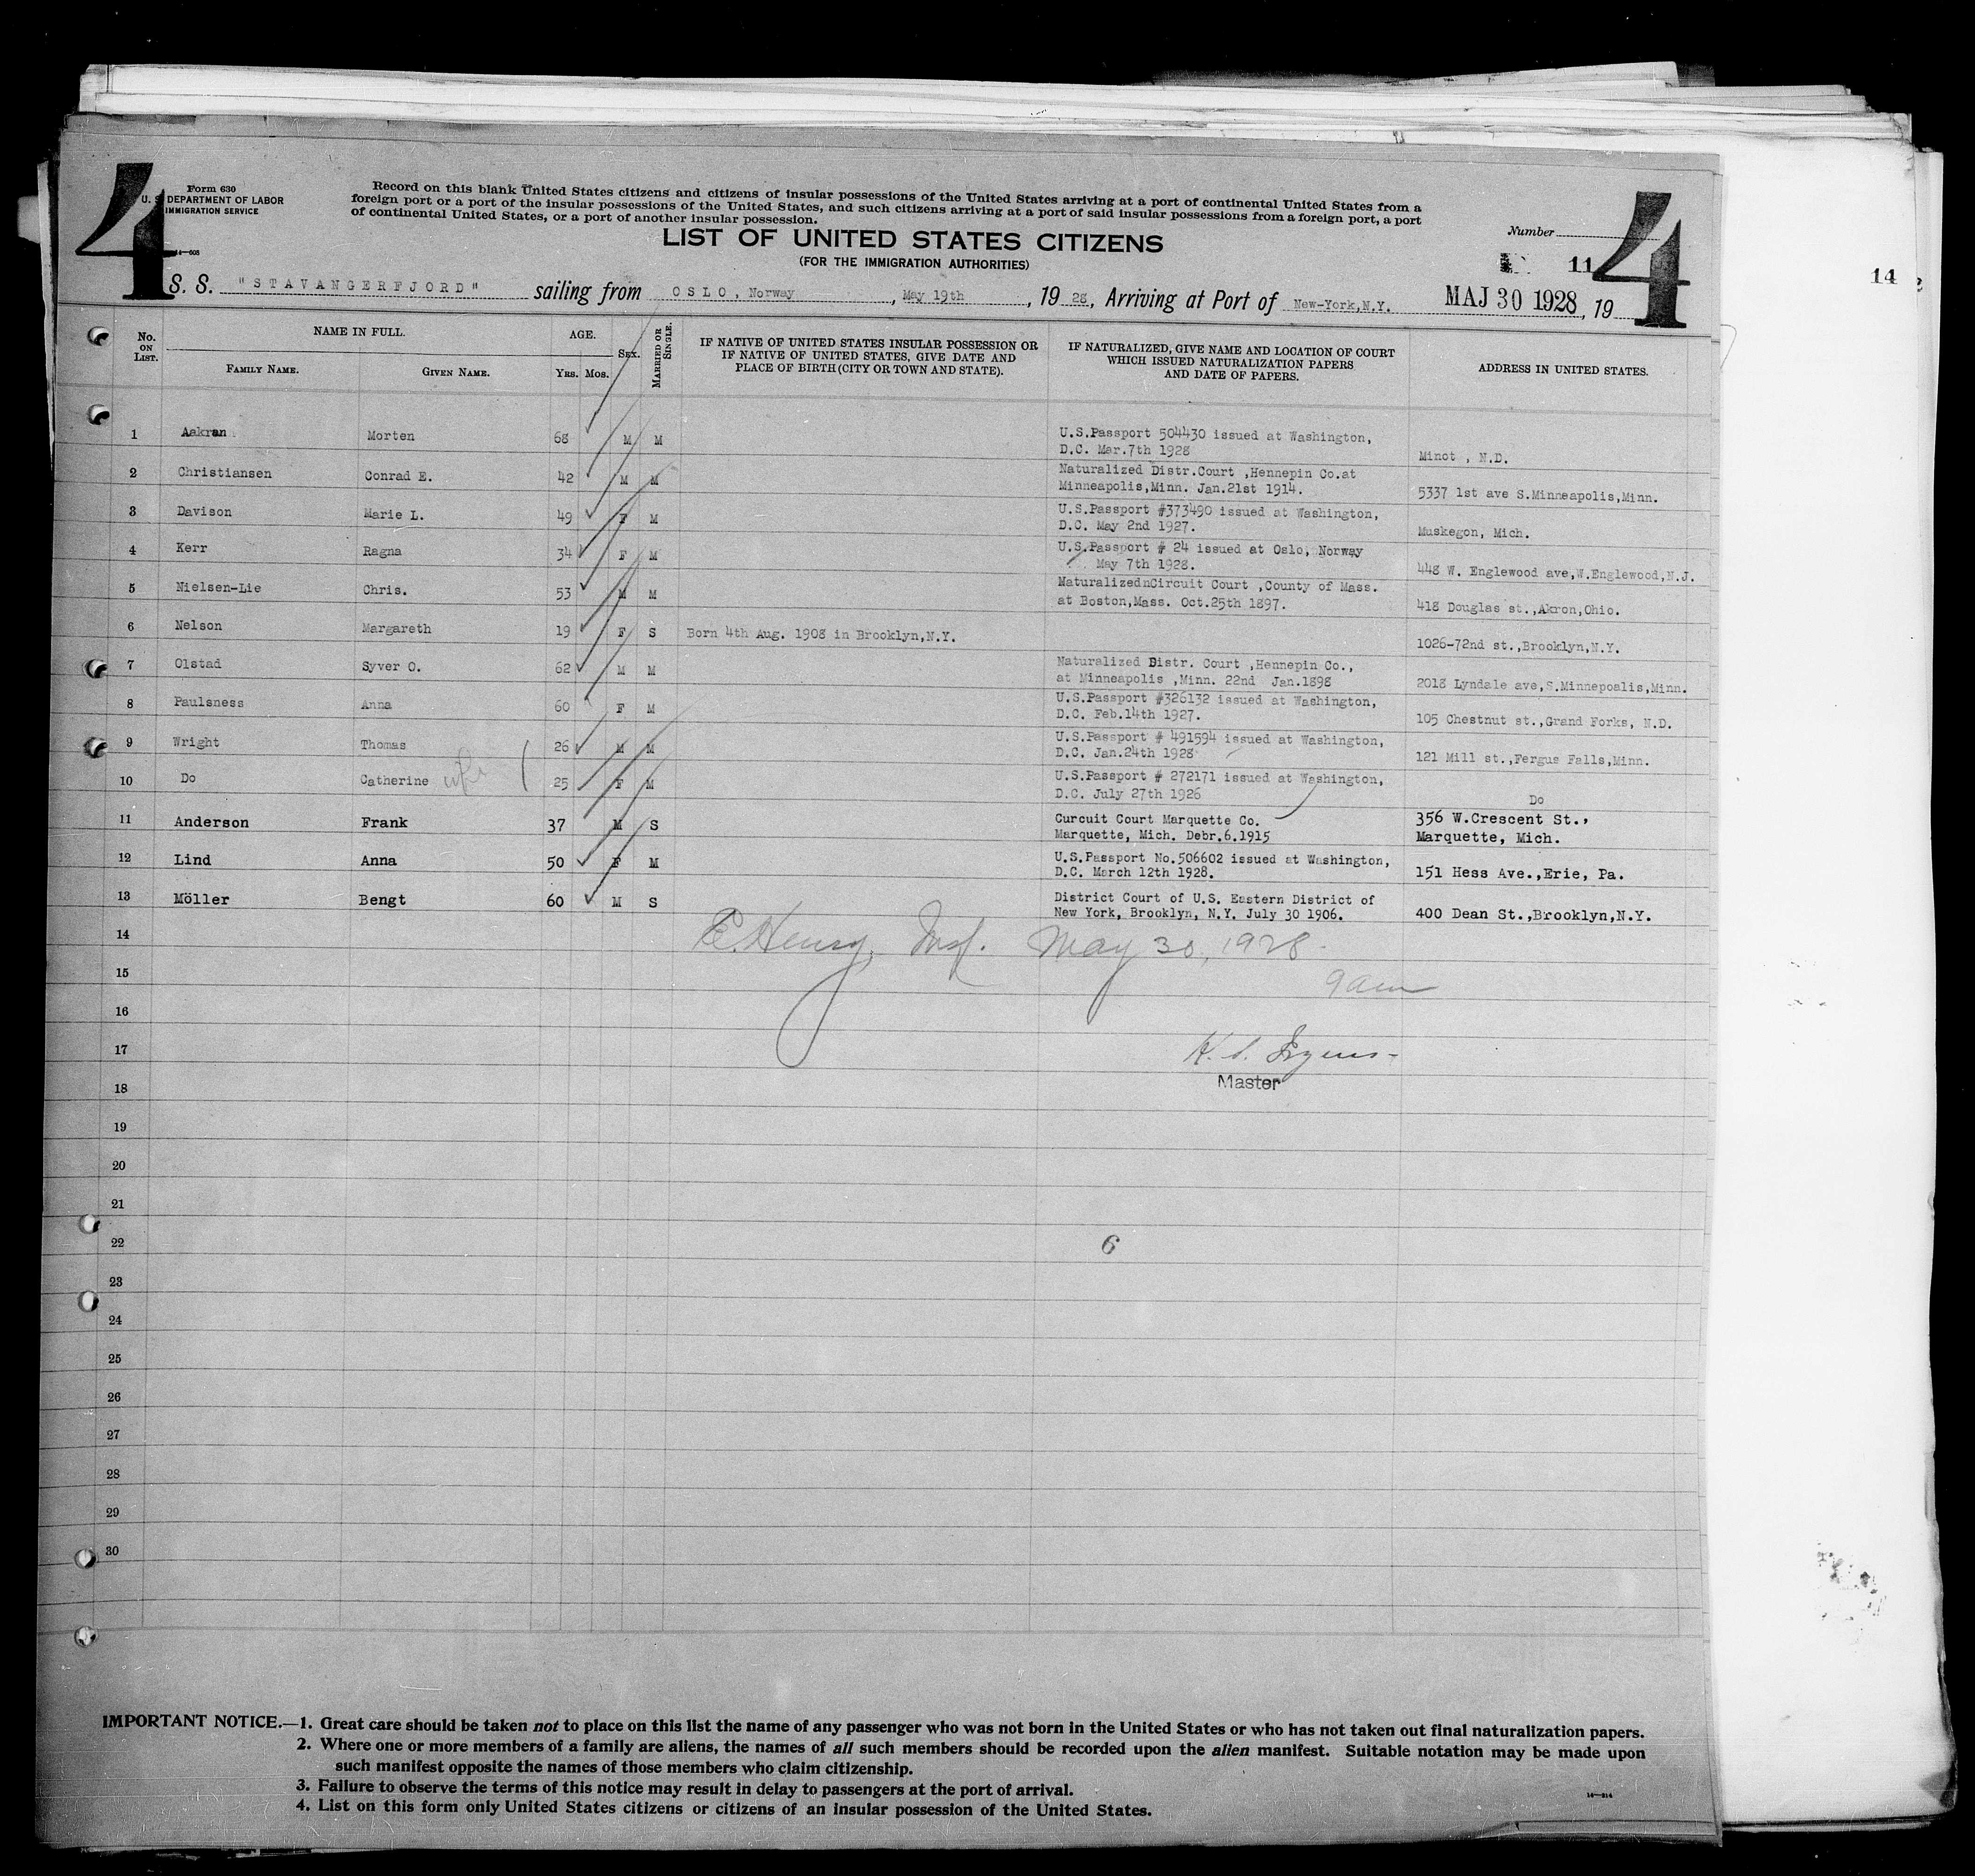 4
Form 630
U. S. DEPARTMENT OF LABOR
IMMIGRATION SERVICE
14—608
Record on this blank United States citizens and citizens of insular possessions of the United States arriving at a port of continental United States from a
foreign port or a port of the insular possessions of the United States, and such citizens arriving at a port of said insular possessions from a foreign port, a port
of continental United States, or a port of another insular possession.
LIST OF UNITED STATES CITIZENS
(FOR THE IMMIGRATION AUTHORITIES)
Number
11
4
14
S. S. "STAVANGERFJORD" sailing from OSLO, Norway, May 19th, 19 28, Arriving at Port of New-York,N.Y. MAJ 30 1928, 19
No. ON LIST. NAME IN FULL. AGE. SEX. MARRIED OR SINGLE. IF NATIVE OF UNITED STATES INSULAR POSSESSION OR IF NATIVE OF UNITED STATES, GIVE DATE AND PLACE OF BIRTH (CITY OR TOWN AND STATE). IF NATURALIZED, GIVE NAME AND LOCATION OF COURT WHICH ISSUED NATURALIZATION PAPERS AND DATE OF PAPERS. ADDRESS IN UNITED STATES.
FAMILY NAME. GIVEN NAME. YRS. MOS.
1 Aakran Morten 68 M M U.S.Passport 504430 issued at Washington,
D.C. Mar.7th 1928 Minot , N.D.
2 Christiansen Conrad E. 42 M M Naturalized Distr.Court ,Hennepin Co.at
Minneapolis,Minn. Jan.21st 1914. 5337 1st ave S.Minneapolis,Minn.
3 Davison Marie L. 49 F M U.S.Passport #373490 issued at Washington,
D.C. May 2nd 1927. Muskegon, Mich.
4 Kerr Ragna 34 F M U.S.Passport # 24 issued at Oslo, Norway
May 7th 1928. 448 W. Englewood ave,W.Englewood,N.J.
5 Nielsen-Lie Chris. 53 M M NaturalizednCircuit Court ,County of Mass.
at Boston,Mass. Oct.25th 1897. 418 Douglas st.,Akron,Ohio.
6 Nelson Margareth 19 F S Born 4th Aug. 1908 in Brooklyn,N.Y. 1026-72nd st.,Brooklyn,N.Y.
7 Olstad Syver O. 62 M M Naturalized Distr. Court ,Hennepin Co.,
at Minneapolis ,Minn. 22nd Jan.1898 2018 Lyndale ave,S.Minnepoalis,Minn.
8 Paulsness Anna 60 F M U.S.Passport #326132 issued at Washington,
D.C. Feb.14th 1927. 105 Chestnut st.,Grand Forks, N.D.
9 Wright Thomas 26 M M U.S.Passport # 491594 issued at Washington,
D.C. Jan.24th 1928 121 Mill st.,Fergus Falls,Minn.
10 Do Catherine wife 25 F M U.S.Passport # 272171 issued at Washington,
D.C. July 27th 1926 Do
11 Anderson Frank 37 M S Curcuit Court Marquette Co. 356 W.Crescent St.,
Marquette, Mich. Debr.6.1915 Marquette, Mich.
12 Lind Anna 50 F M U.S.Passport No.506602 issued at Washington,
D.C. March 12th 1928. 151 Hess Ave.,Erie, Pa.
13 Möller Bengt 60 M S District Court of U.S. Eastern District of
New York, Brooklyn, N.Y. July 30 1906. 400 Dean St.,Brooklyn,N.Y.
14 E. Henry, Insp. May 30, 1928
15 9 am
16
17
18 Master
19
20
21
22 6
23
24
25
26
27
28
29
30
IMPORTANT NOTICE.—1. Great care should be taken not to place on this list the name of any passenger who was not born in the United States or who has not taken out final naturalization papers.
2. Where one or more members of a family are aliens, the names of all such members should be recorded upon the alien manifest. Suitable notation may be made upon
such manifest opposite the names of those members who claim citizenship.
3. Failure to observe the terms of this notice may result in delay to passengers at the port of arrival.
4. List on this form only United States citizens or citizens of an insular possession of the United States.
14—514